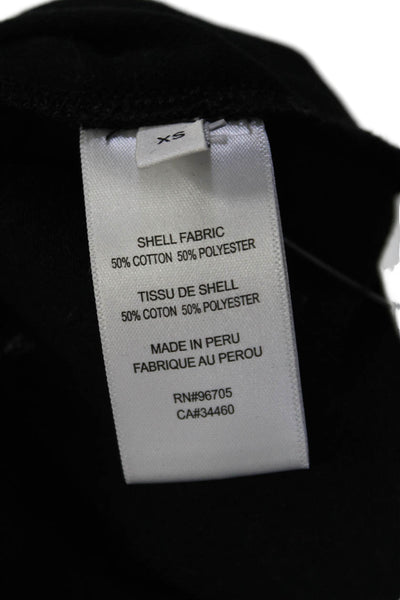 XS
SHELL FABRIC
50% COTTON 50% POLYESTER
TISSU DE SHELL
50% COTON 50% POLYESTER
MADE IN PERU
FABRIQUE AU PEROU
RN#96705
CA#34460